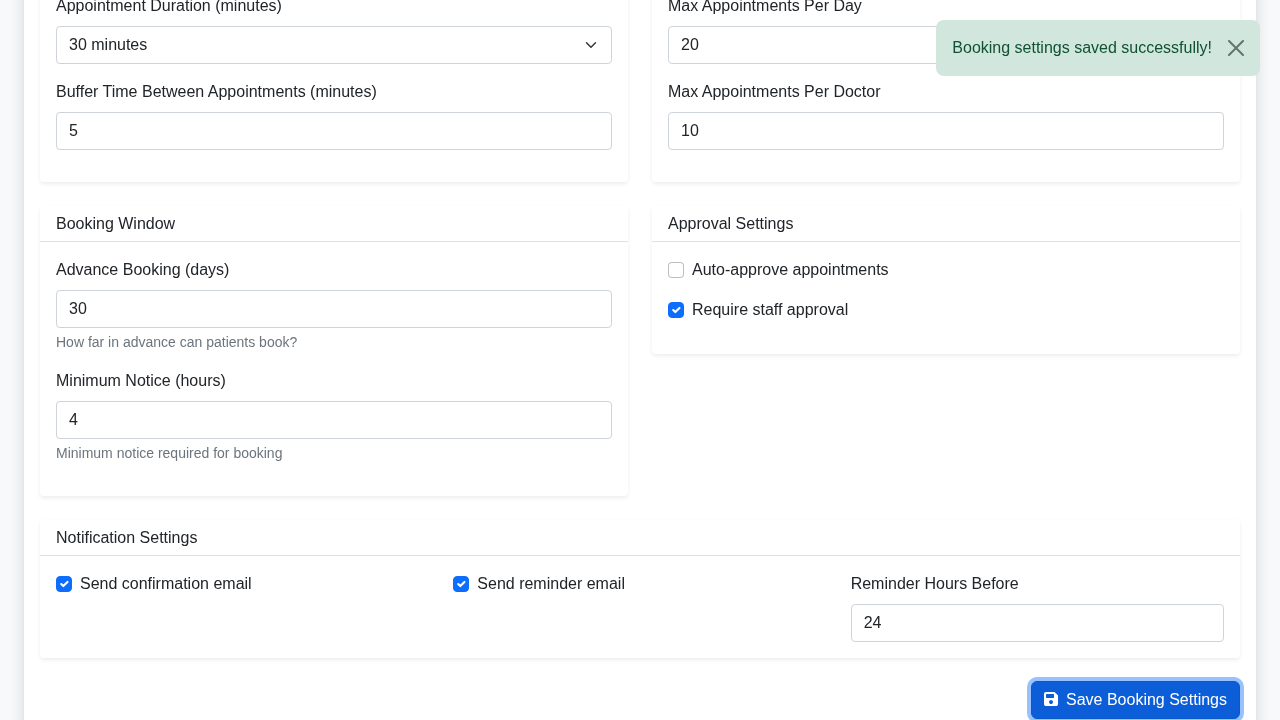 Appointment Duration (minutes)
30 minutes
Buffer Time Between Appointments (minutes)
5
Max Appointments Per Day
20
Max Appointments Per Doctor
10
Booking settings saved successfully!
Booking Window
Advance Booking (days)
30
How far in advance can patients book?
Minimum Notice (hours)
4
Minimum notice required for booking
Approval Settings
Auto-approve appointments
Require staff approval
Notification Settings
Send confirmation email
Send reminder email
Reminder Hours Before
24
Save Booking Settings